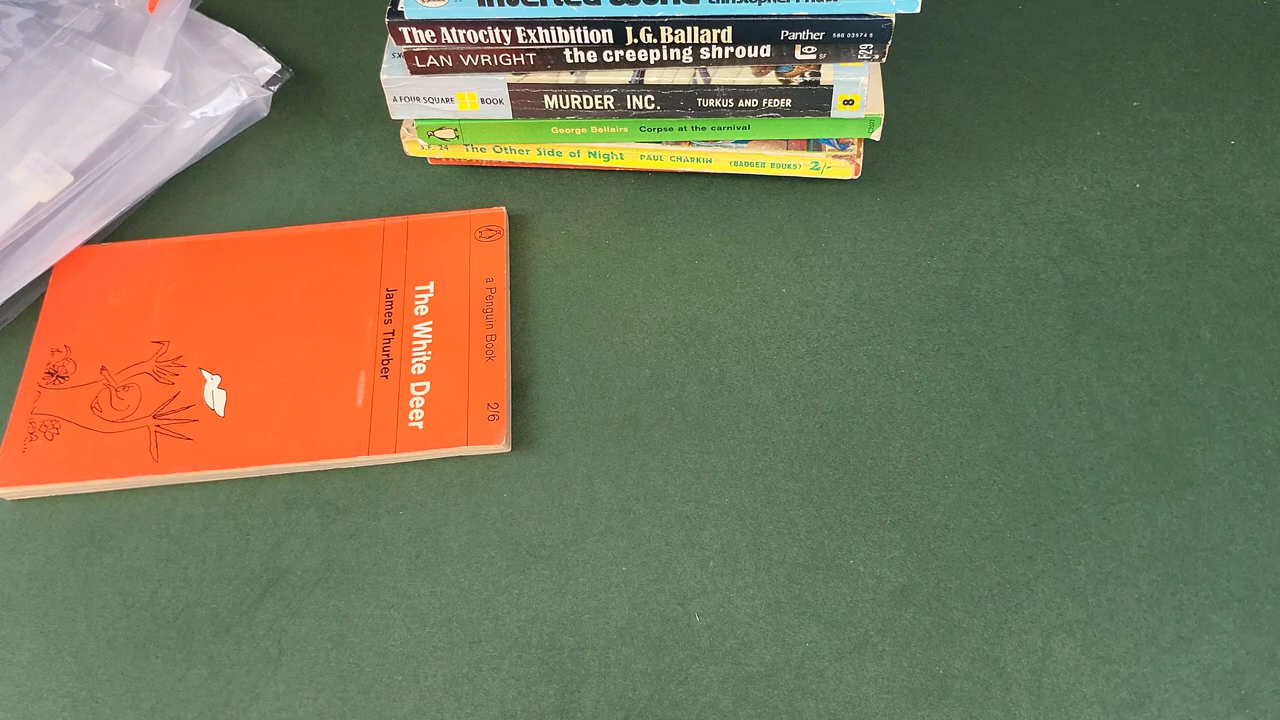 Inverted World Christopher Priest
The Atrocity Exhibition J.G. Ballard Panther 586 03574 5
LAN WRIGHT the creeping shroud SF F29
A FOUR SQUARE BOOK MURDER INC. TURKUS AND FEDER 8
George Bellairs Corpse at the carnival
S.F. 24 The Other Side of Night PAUL CHARKIN (BADGER BOOKS) 2/-
a Penguin Book 2/6
The White Deer
James Thurber